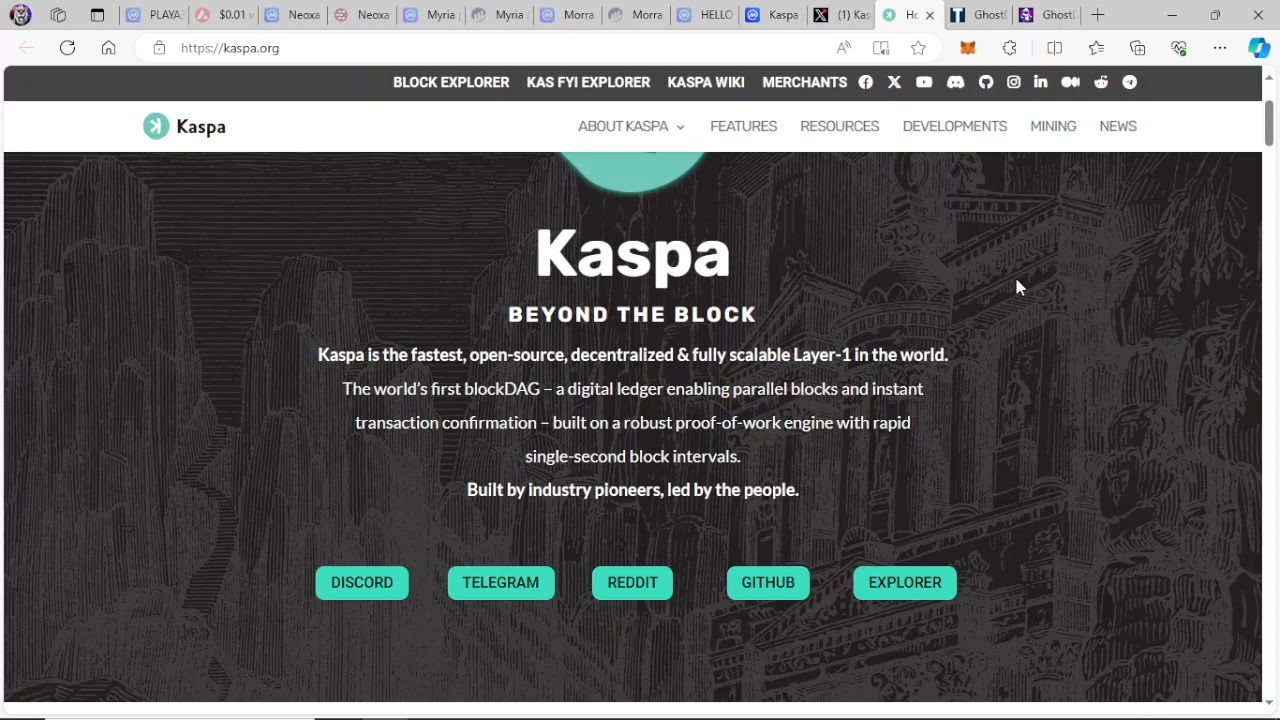 PLAYA
$0.01
Neoxa
Neoxa
Myria
Myria
Morra
Morra
HELLO
Kaspa
(1) Kas
Ho
GhostD
GhostD
https://kaspa.org
BLOCK EXPLORER KAS FYI EXPLORER KASPA WIKI MERCHANTS
Kaspa
ABOUT KASPA FEATURES RESOURCES DEVELOPMENTS MINING NEWS
Kaspa
BEYOND THE BLOCK
Kaspa is the fastest, open-source, decentralized & fully scalable Layer-1 in the world.
The world's first blockDAG – a digital ledger enabling parallel blocks and instant
transaction confirmation – built on a robust proof-of-work engine with rapid
single-second block intervals.
Built by industry pioneers, led by the people.
DISCORD TELEGRAM REDDIT GITHUB EXPLORER